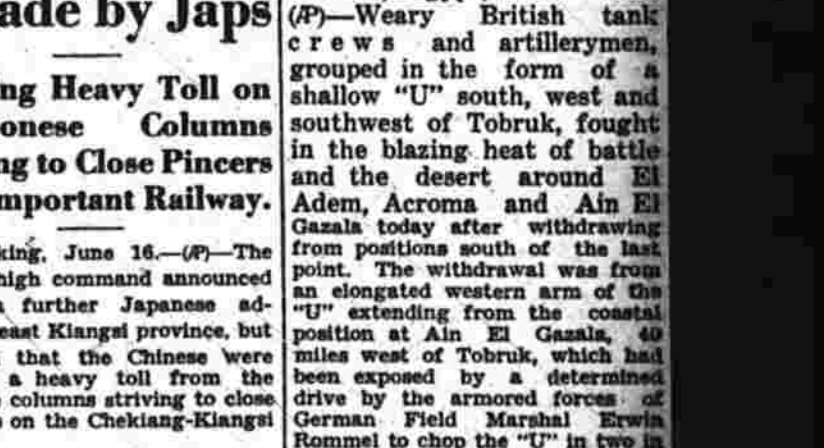 ade by Japs
ng Heavy Toll on
onese Columns
ng to Close Pincers
mportant Railway.
king, June 16.—(AP)—The
high command announced
further Japanese ad-
east Kiangsi province, but
that the Chinese were
a heavy toll from the
columns striving to close
on the Chekiang-Kiangsi
(AP)—Weary British tank
crews and artillerymen,
grouped in the form of a
shallow "U" south, west and
southwest of Tobruk, fought
in the blazing heat of battle
and the desert around El
Adem, Acroma and Ain El
Gazala today after withdrawing
from positions south of the last
point. The withdrawal was from
an elongated western arm of the
"U" extending from the coastal
position at Ain El Gazala, 40
miles west of Tobruk, which had
been exposed by a determined
drive by the armored forces of
German Field Marshal Erwin
Rommel to chop the "U" in two in